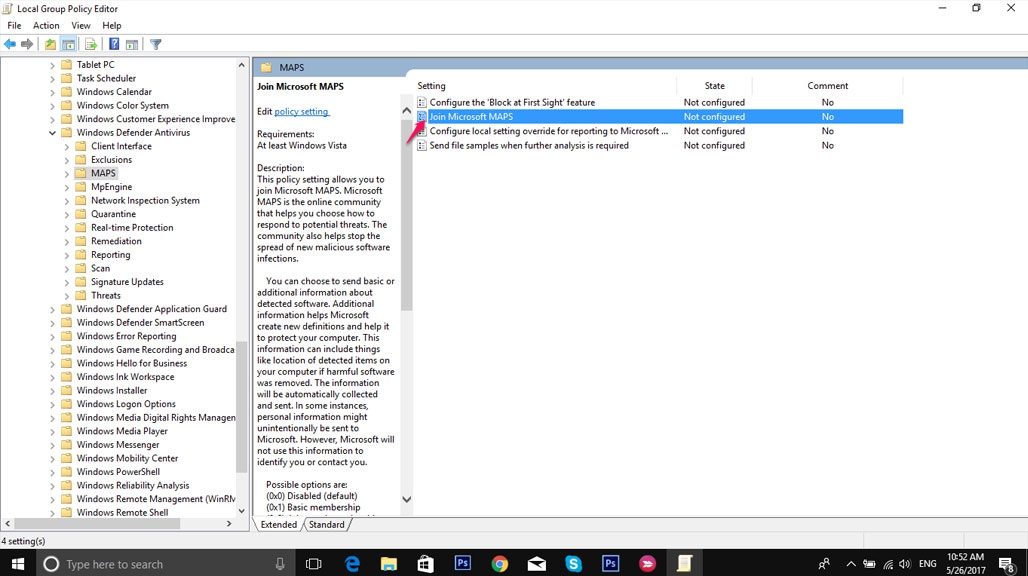 Local Group Policy Editor
File Action View Help
Tablet PC
Task Scheduler
Windows Calendar
Windows Color System
Windows Customer Experience Improve
Windows Defender Antivirus
Client Interface
Exclusions
MAPS
MpEngine
Network Inspection System
Quarantine
Real-time Protection
Remediation
Reporting
Scan
Signature Updates
Threats
Windows Defender Application Guard
Windows Defender SmartScreen
Windows Error Reporting
Windows Game Recording and Broadca
Windows Hello for Business
Windows Ink Workspace
Windows Installer
Windows Logon Options
Windows Media Digital Rights Managen
Windows Media Player
Windows Messenger
Windows Mobility Center
Windows PowerShell
Windows Reliability Analysis
Windows Remote Management (WinRM
Windows Remote Shell
MAPS
Join Microsoft MAPS
Edit policy setting
Requirements:
At least Windows Vista
Description:
This policy setting allows you to
join Microsoft MAPS. Microsoft
MAPS is the online community
that helps you choose how to
respond to potential threats. The
community also helps stop the
spread of new malicious software
infections.
You can choose to send basic or
additional information about
detected software. Additional
information helps Microsoft
create new definitions and help it
to protect your computer. This
information can include things
like location of detected items on
your computer if harmful software
was removed. The information
will be automatically collected
and sent. In some instances,
personal information might
unintentionally be sent to
Microsoft. However, Microsoft will
not use this information to
identify you or contact you.
Possible options are:
(0x0) Disabled (default)
(0x1) Basic membership
Setting State Comment
Configure the 'Block at First Sight' feature Not configured No
Join Microsoft MAPS Not configured No
Configure local setting override for reporting to Microsoft ... Not configured No
Send file samples when further analysis is required Not configured No
Extended Standard
4 setting(s)
Type here to search
Ps
Ps
ENG
10:52 AM
5/26/2017
8